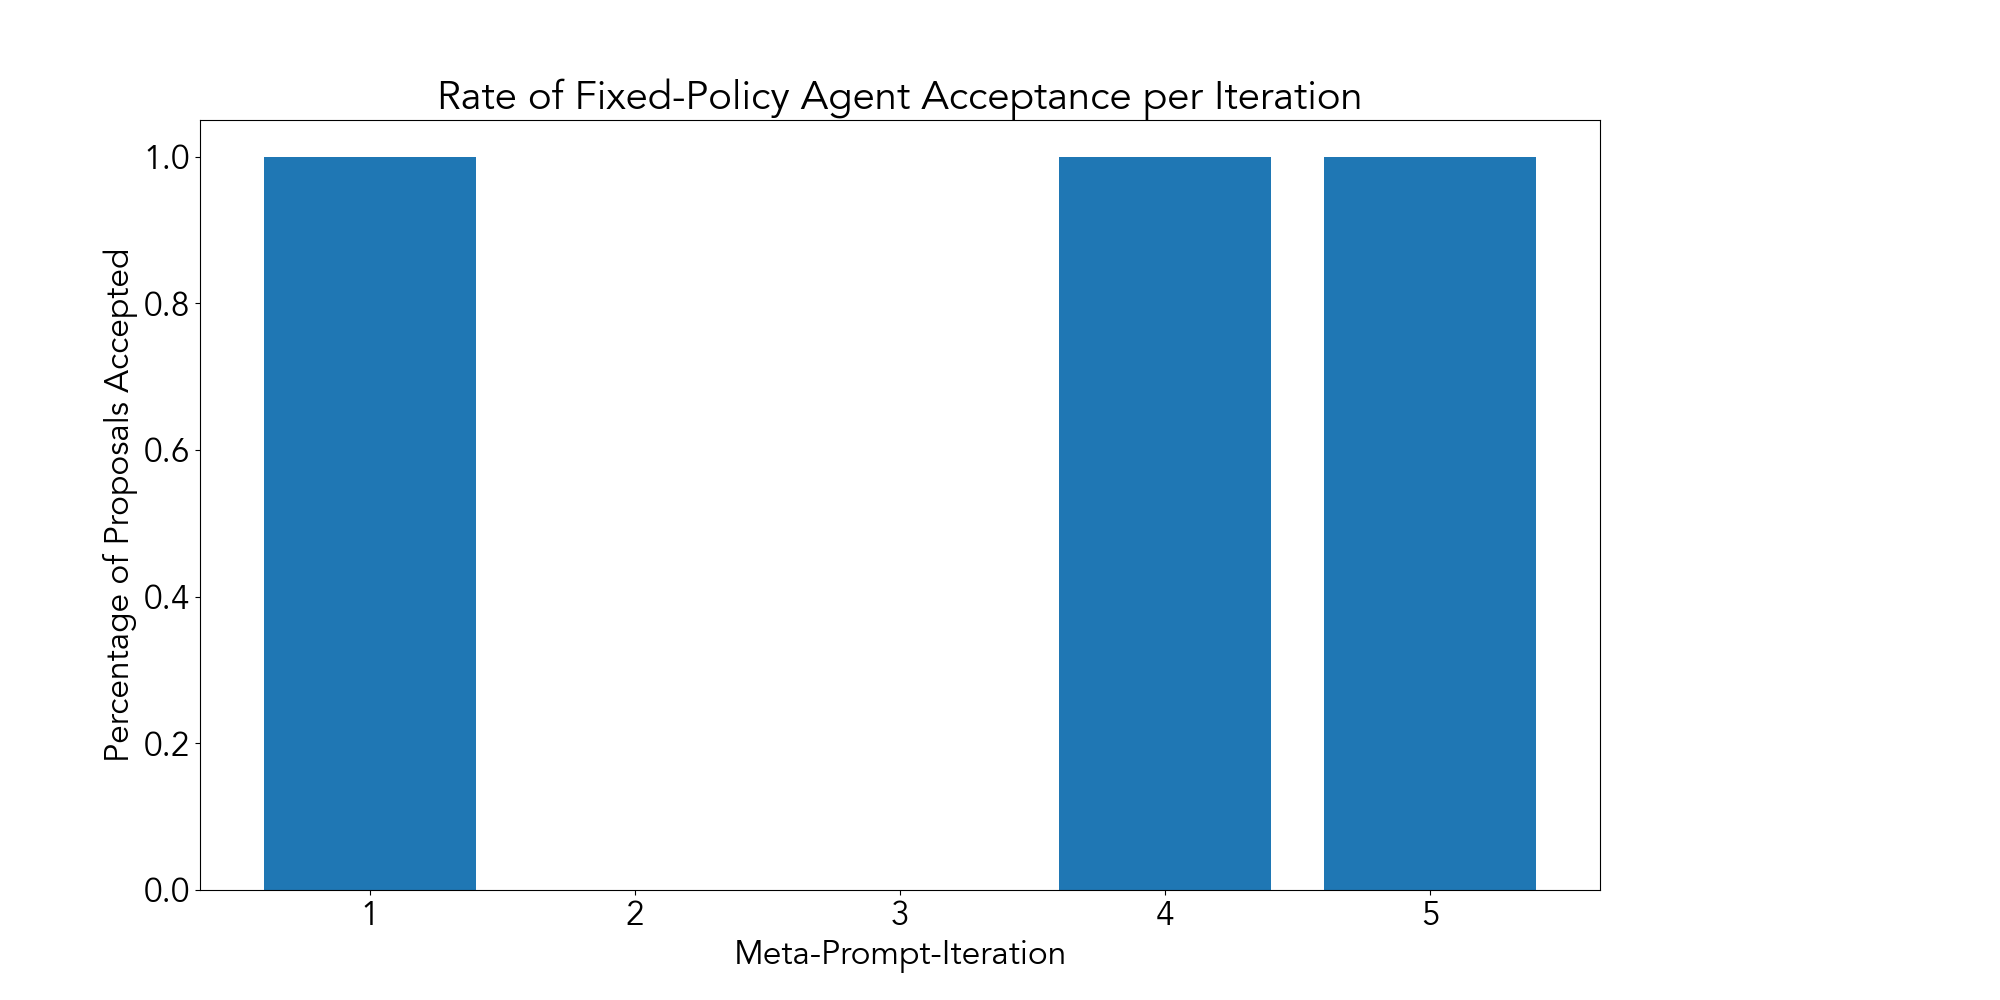 Rate of Fixed-Policy Agent Acceptance per Iteration
Percentage of Proposals Accepted
1.0
0.8
0.6
0.4
0.2
0.0
1 2 3 4 5
Meta-Prompt-Iteration